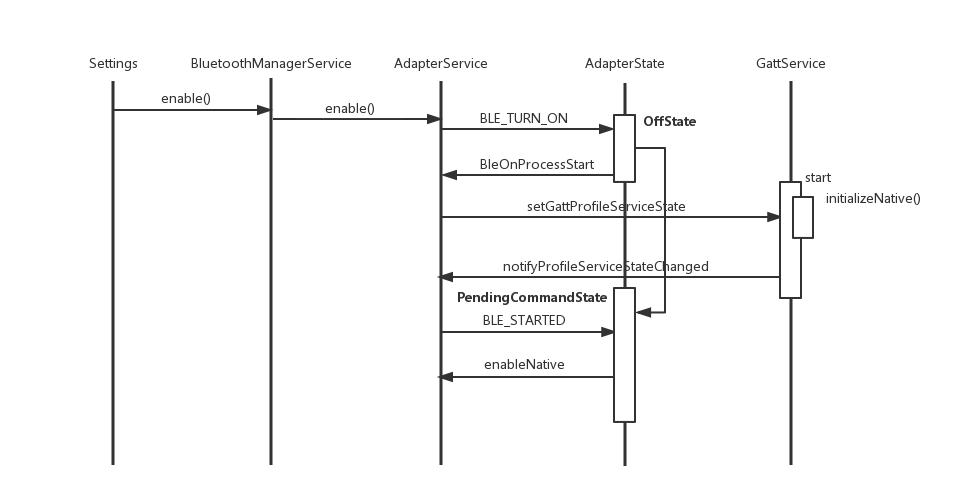 Settings
BluetoothManagerService
AdapterService
AdapterState
GattService
enable()
enable()
BLE_TURN_ON
OffState
BleOnProcessStart
start
initializeNative()
setGattProfileServiceState
notifyProfileServiceStateChanged
PendingCommandState
BLE_STARTED
enableNative